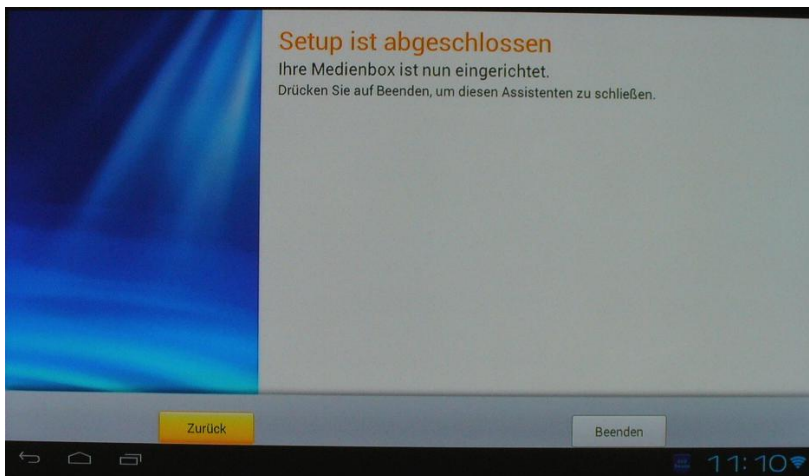 Setup ist abgeschlossen
Ihre Medienbox ist nun eingerichtet.
Drücken Sie auf Beenden, um diesen Assistenten zu schließen.
Zurück
Beenden
11:10